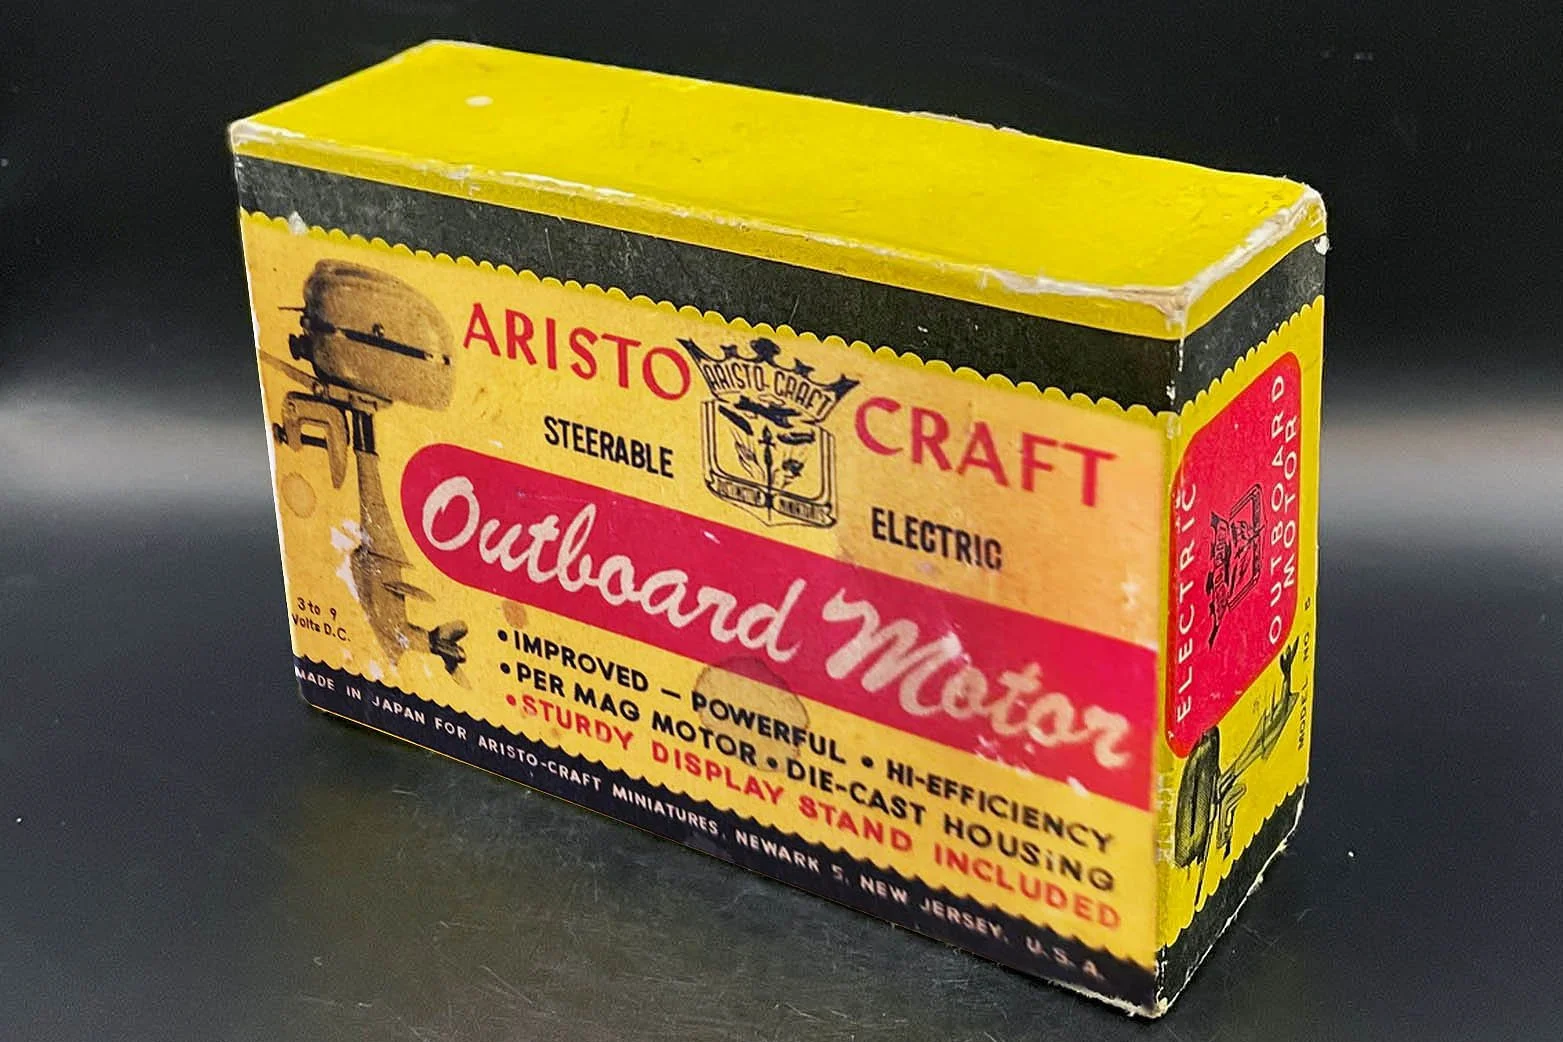 ARISTO CRAFT
ARISTO-CRAFT
STEERABLE
ELECTRIC
Outboard Motor
3 to 9
Volts D.C.
• IMPROVED — POWERFUL • HI-EFFICIENCY
• PER MAG MOTOR • DIE-CAST HOUSING
• STURDY DISPLAY STAND INCLUDED
MADE IN JAPAN FOR ARISTO-CRAFT MINIATURES, NEWARK 5, NEW JERSEY, U.S.A.
ELECTRIC
OUTBOARD
MOTOR
MODEL NO.